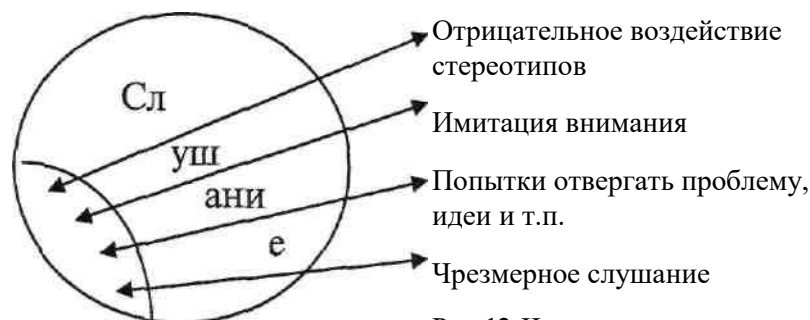 Отрицательное воздействие
стереотипов
Сл
Имитация внимания
уш
Попытки отвергать проблему,
идеи и т.п.
ани
е
Чрезмерное слушание